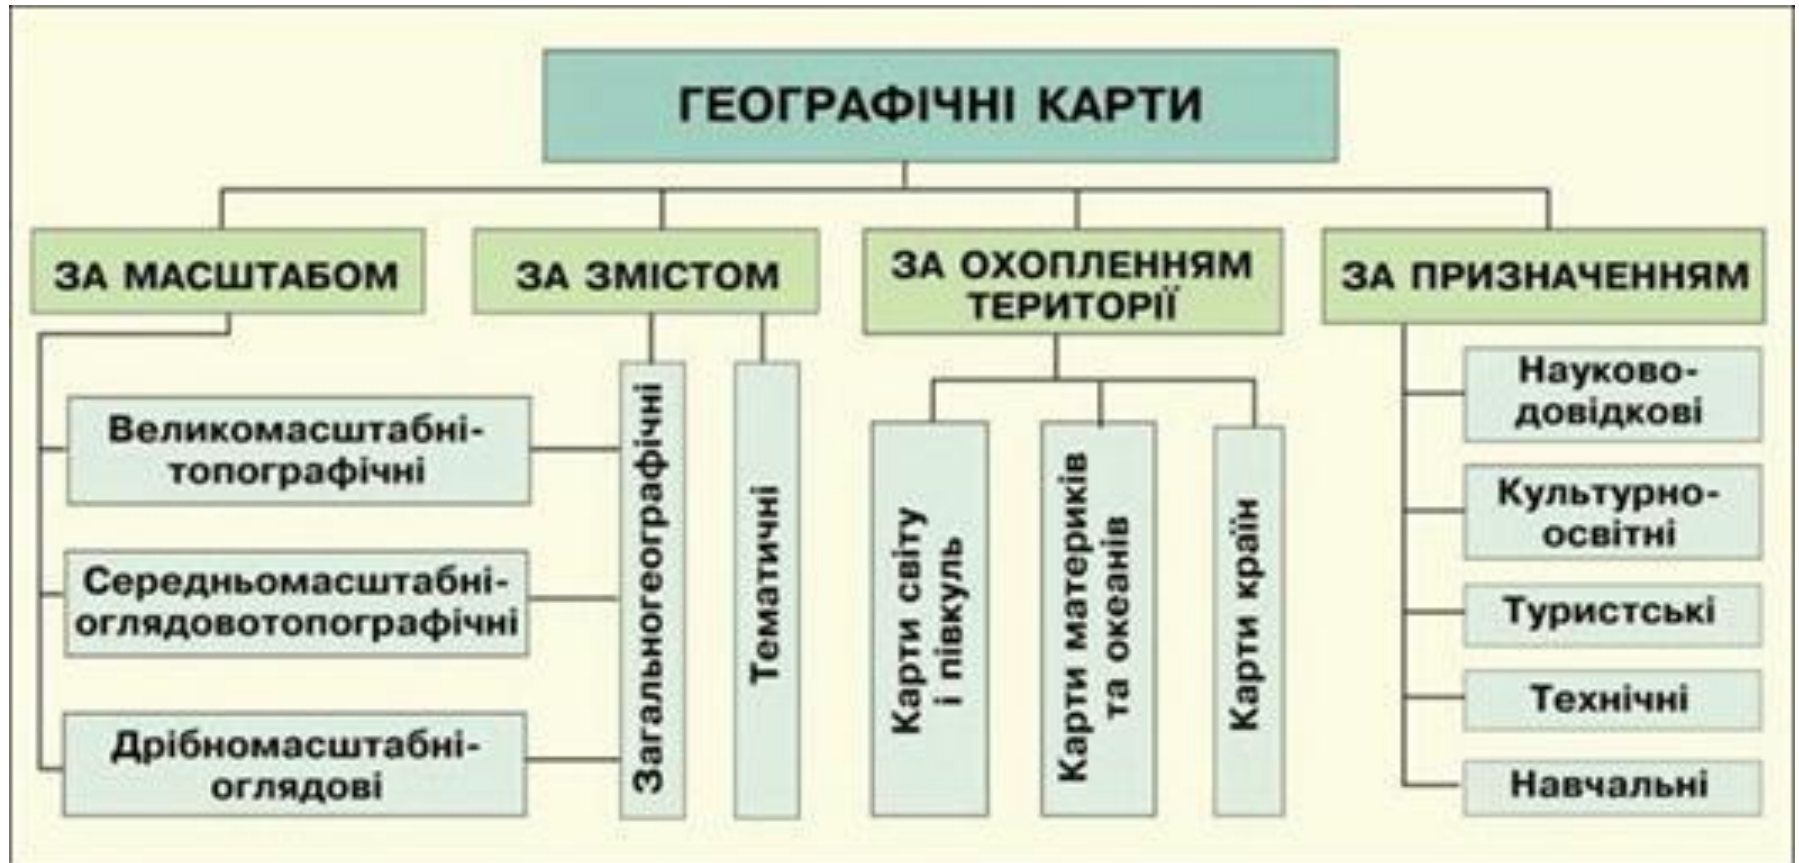 ГЕОГРАФІЧНІ КАРТИ
ЗА МАСШТАБОМ
Великомасштабні-
топографічні
Середньомасштабні-
оглядовотопографічні
Дрібномасштабні-
оглядові
ЗА ЗМІСТОМ
Загальногеографічні
Тематичні
ЗА ОХОПЛЕННЯМ
ТЕРИТОРІЇ
Карти світу
і півкуль
Карти материків
та океанів
Карти країн
ЗА ПРИЗНАЧЕННЯМ
Науково-
довідкові
Культурно-
освітні
Туристські
Технічні
Навчальні